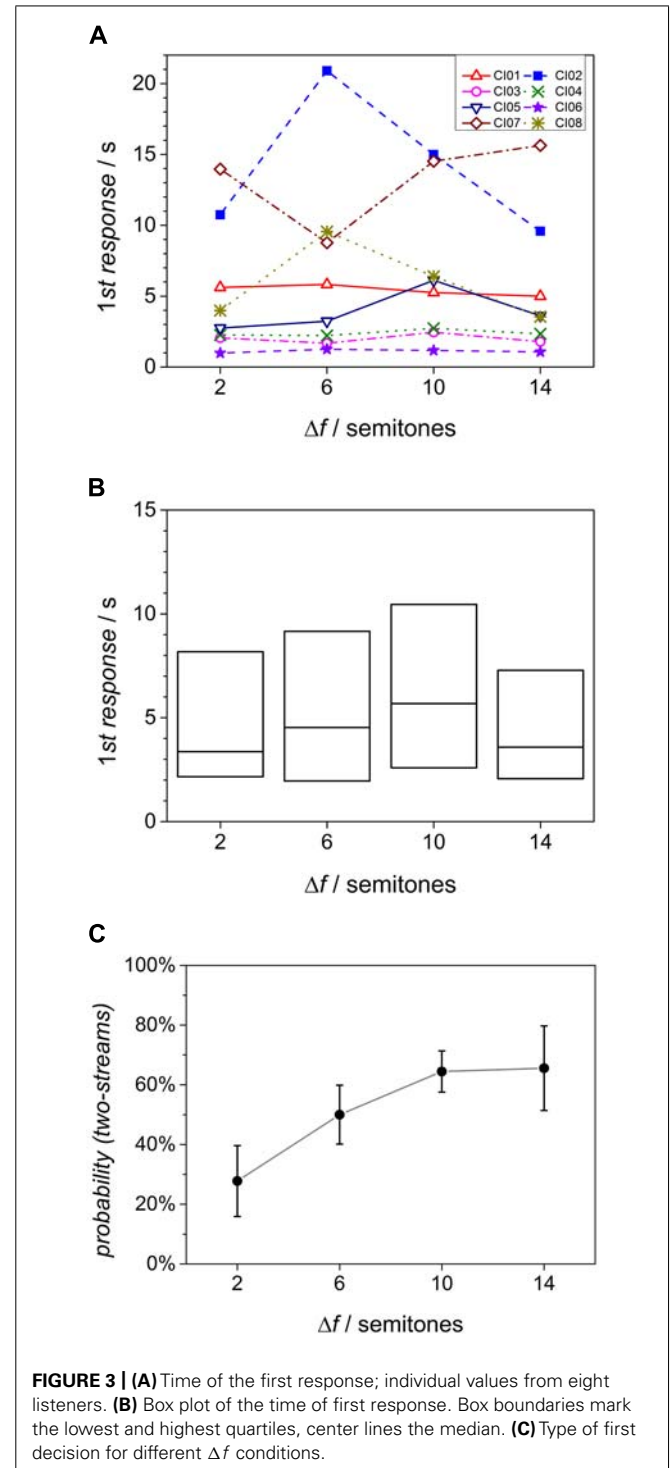 A
20
15
10
5
0
1st response / s
CI01 CI02
CI03 CI04
CI05 CI06
CI07 CI08
2 6 10 14
Δf / semitones
B
15
10
5
0
1st response / s
2 6 10 14
Δf / semitones
C
100%
80%
60%
40%
20%
0%
probability (two-streams)
2 6 10 14
Δf / semitones
FIGURE 3 | (A) Time of the first response; individual values from eight
listeners. (B) Box plot of the time of first response. Box boundaries mark
the lowest and highest quartiles, center lines the median. (C) Type of first
decision for different Δf conditions.